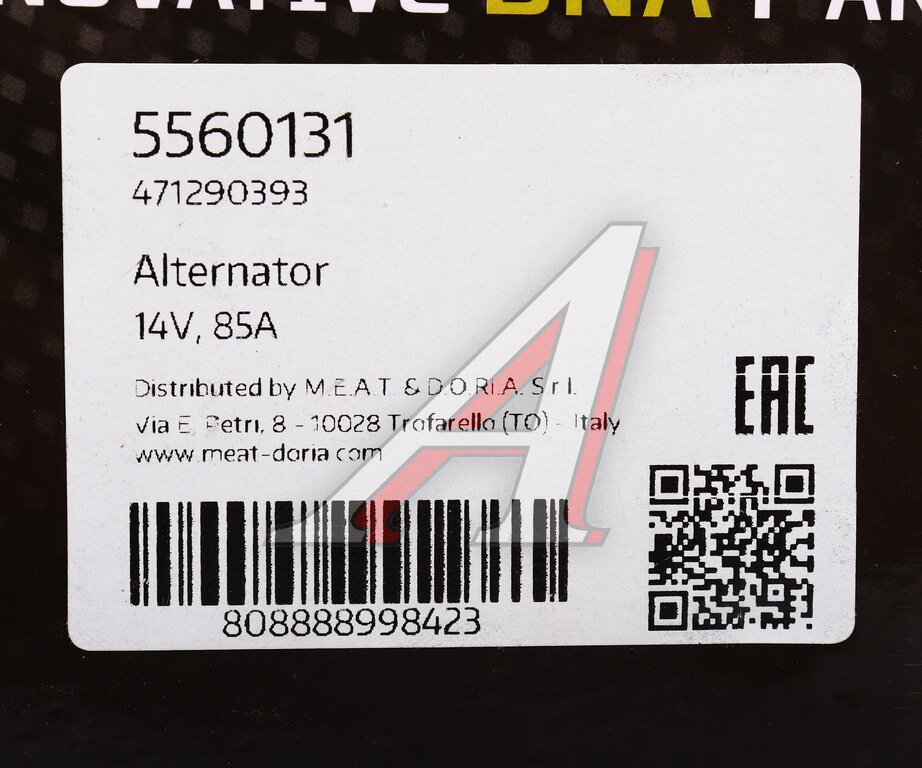 DNA
5560131
471290393
Alternator
14V, 85A
Distributed by M.E.A.T. & D.O.R.I.A. S.r.l.
Via E. Petri, 8 - 10028 Trofarello (TO) - Italy
www.meat-doria.com
EAC
808888998423